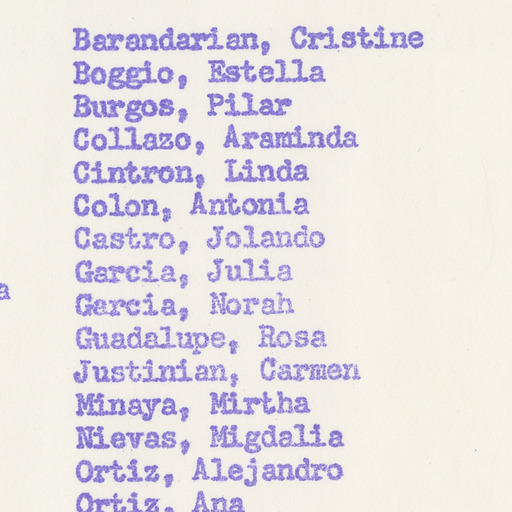 Barandarian, Cristine
Boggio, Estella
Burgos, Pilar
Collazo, Araminda
Cintron, Linda
Colon, Antonia
Castro, Jolando
Garcia, Julia
a
Garcia, Norah
Guadalupe, Rosa
Justinian, Carmen
Minaya, Mirtha
Nievas, Migdalia
Ortiz, Alejandro
Ortiz, Ana